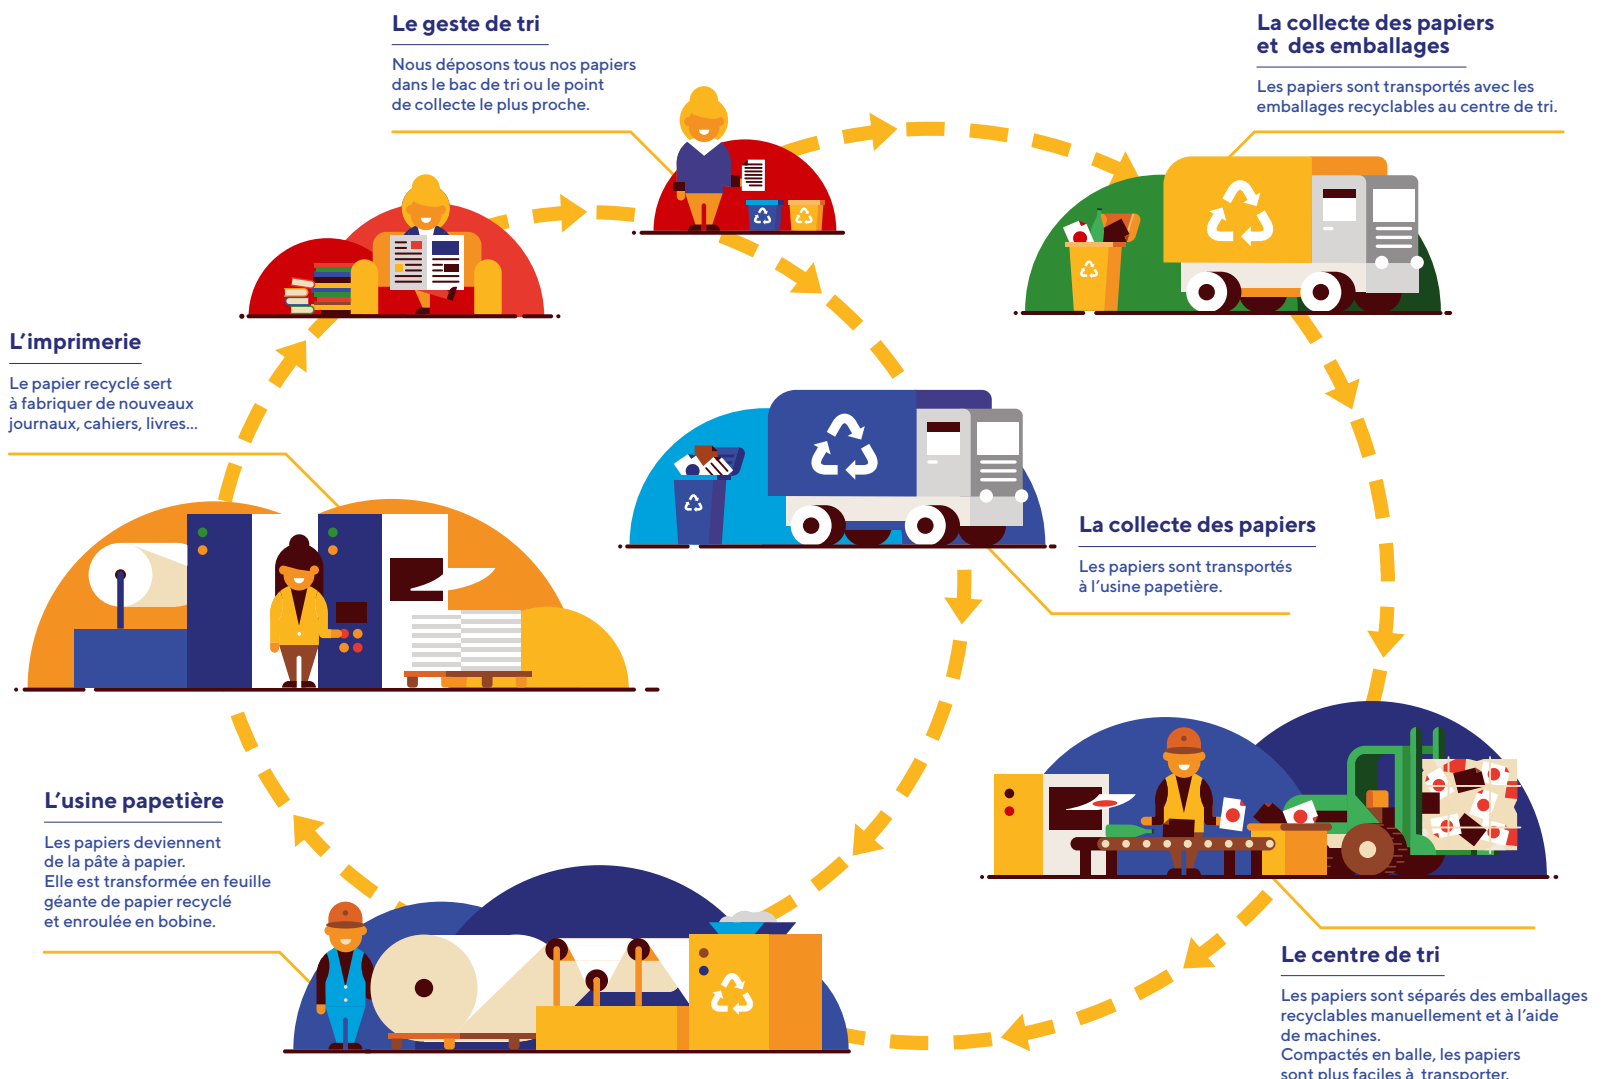 Le geste de tri
Nous déposons tous nos papiers
dans le bac de tri ou le point
de collecte le plus proche.
La collecte des papiers
et des emballages
Les papiers sont transportés avec les
emballages recyclables au centre de tri.
L'imprimerie
Le papier recyclé sert
à fabriquer de nouveaux
journaux, cahiers, livres...
La collecte des papiers
Les papiers sont transportés
à l'usine papetière.
L'usine papetière
Les papiers deviennent
de la pâte à papier.
Elle est transformée en feuille
géante de papier recyclé
et enroulée en bobine.
Le centre de tri
Les papiers sont séparés des emballages
recyclables manuellement et à l'aide
de machines.
Compactés en balle, les papiers
sont plus faciles à transporter.